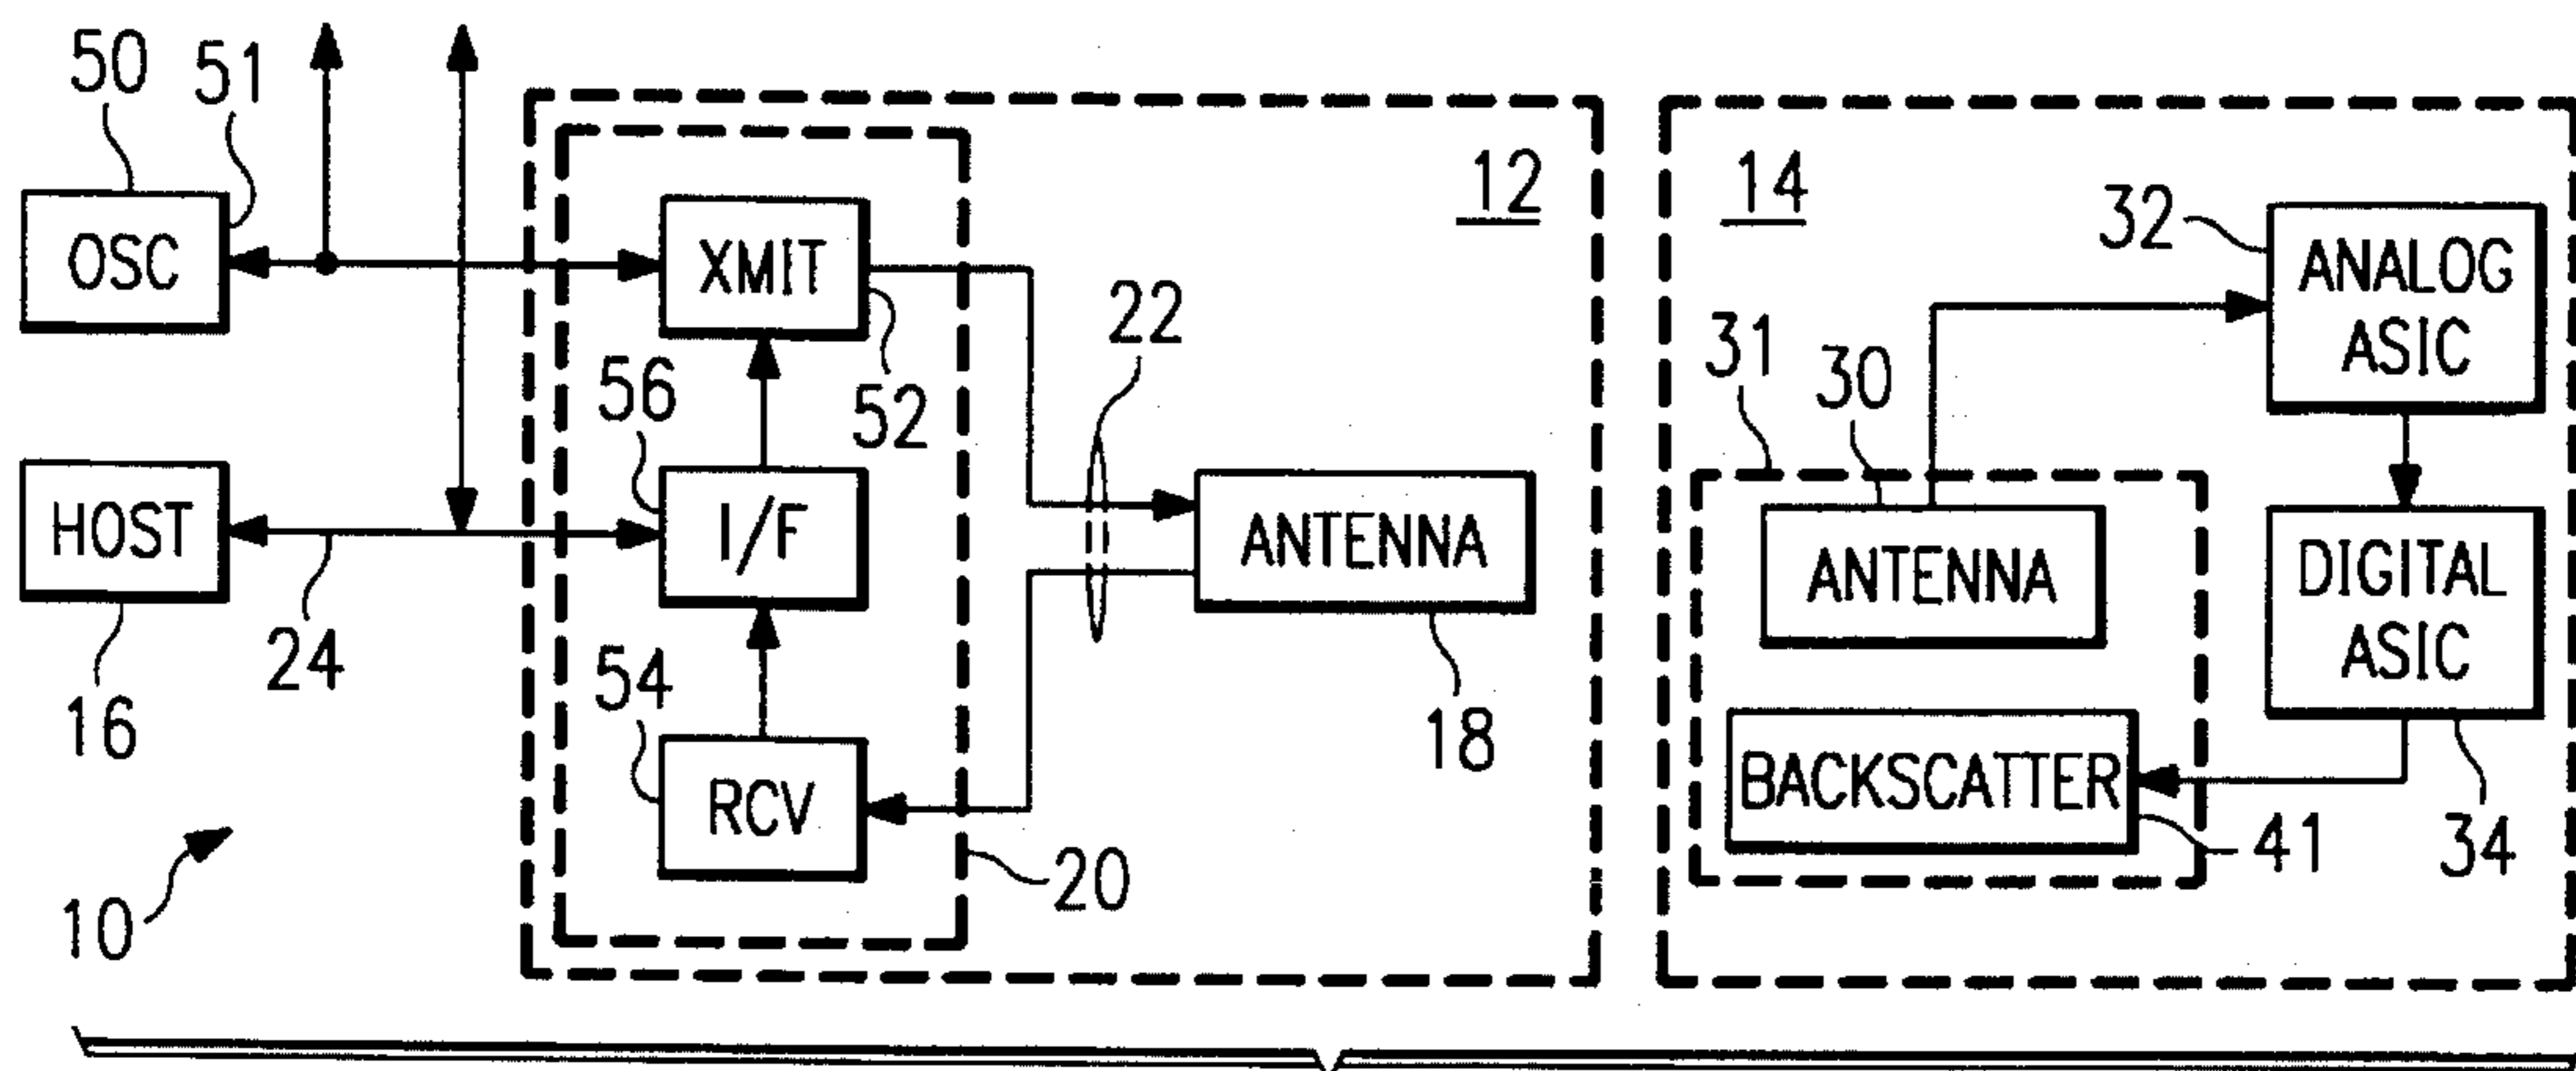 50
51
OSC
XMIT
52
12
14
32
ANALOG
ASIC
22
31
30
56
HOST
I/F
ANTENNA
18
ANTENNA
DIGITAL
ASIC
24
16
54
RCV
BACKSCATTER
41
34
20
10